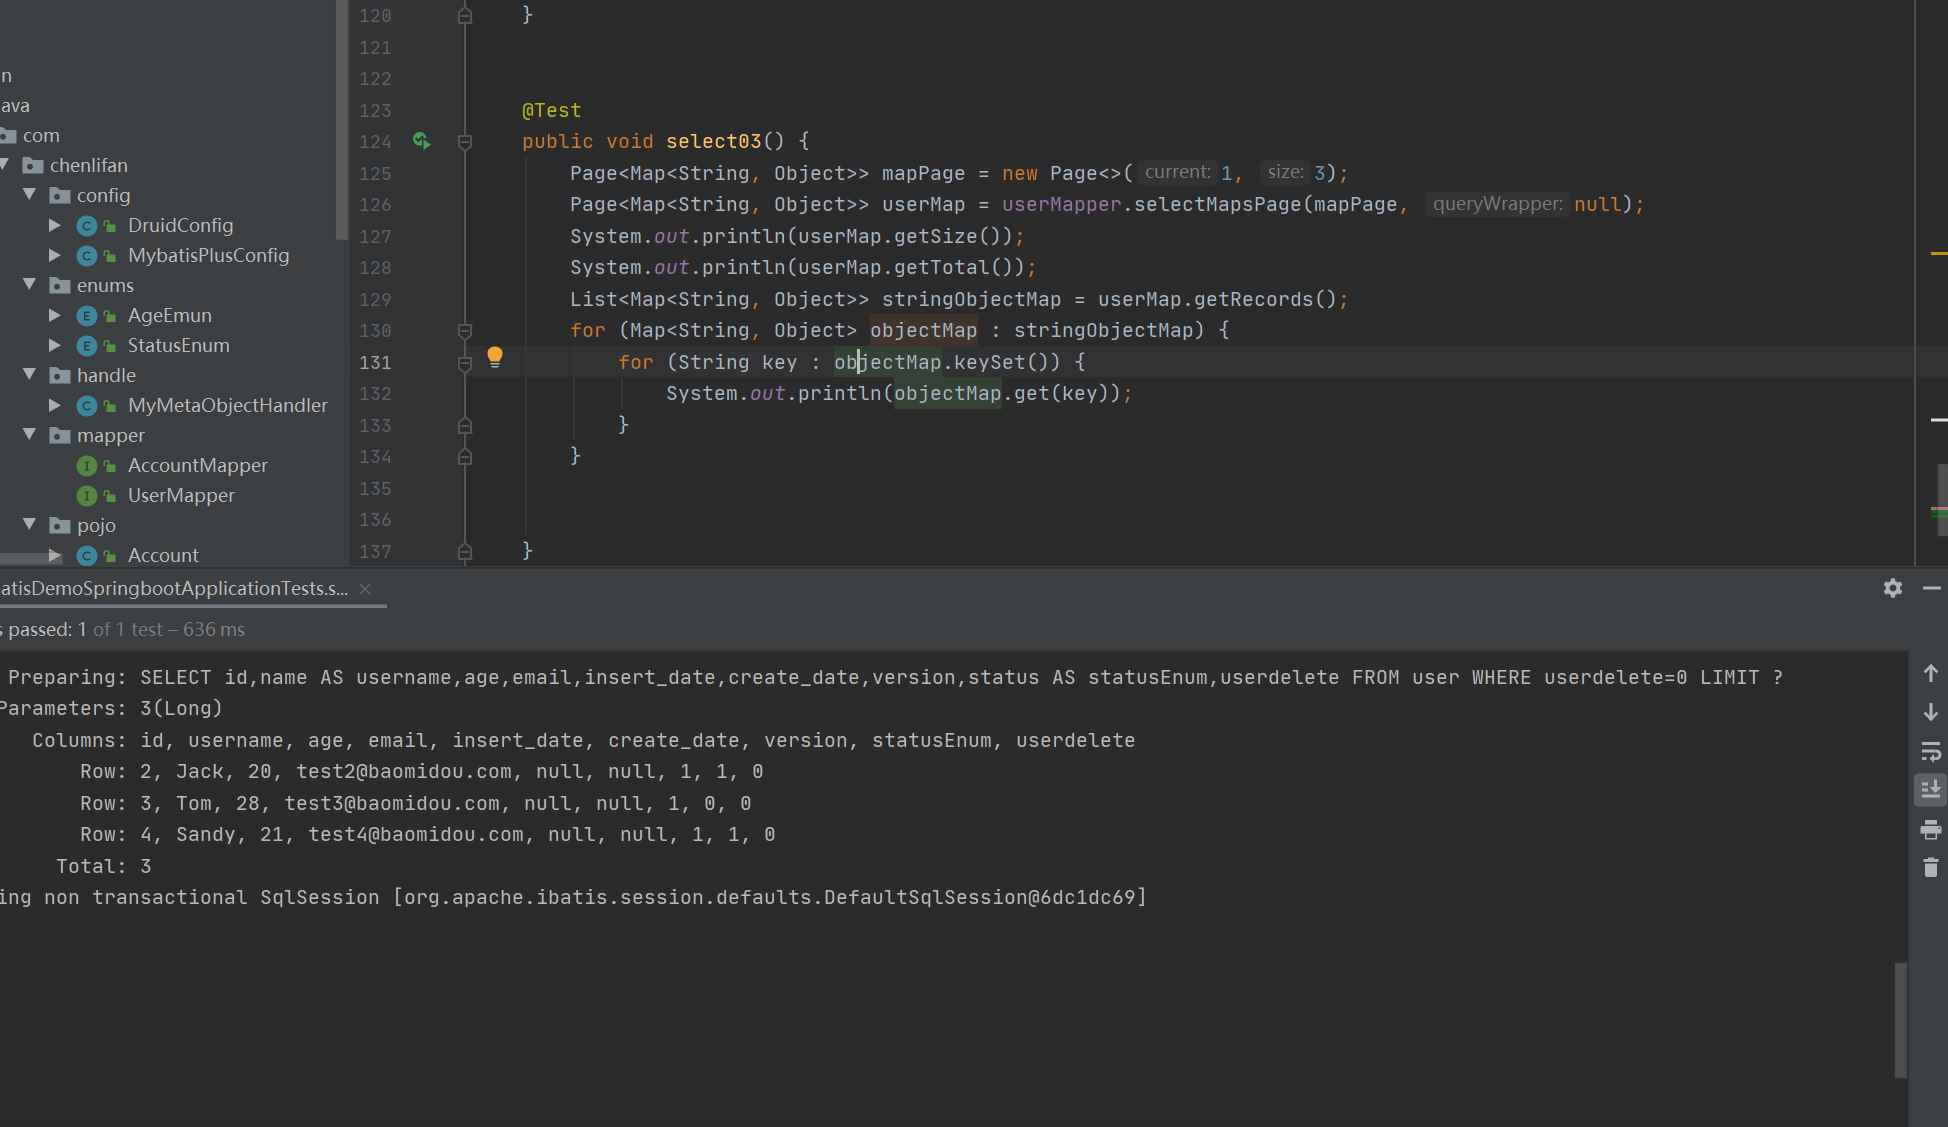 n
ava
com
chenlifan
config
DruidConfig
MybatisPlusConfig
enums
AgeEmun
StatusEnum
handle
MyMetaObjectHandler
mapper
AccountMapper
UserMapper
pojo
Account
120 }
121
122
123 @Test
124 public void select03() {
125 Page<Map<String, Object>> mapPage = new Page<>( current: 1, size: 3);
126 Page<Map<String, Object>> userMap = userMapper.selectMapsPage(mapPage, queryWrapper: null);
127 System.out.println(userMap.getSize());
128 System.out.println(userMap.getTotal());
129 List<Map<String, Object>> stringObjectMap = userMap.getRecords();
130 for (Map<String, Object> objectMap : stringObjectMap) {
131 for (String key : objectMap.keySet()) {
132 System.out.println(objectMap.get(key));
133 }
134 }
135
136
137 }
atisDemoSpringbootApplicationTests.s...
s passed: 1 of 1 test – 636 ms
Preparing: SELECT id,name AS username,age,email,insert_date,create_date,version,status AS statusEnum,userdelete FROM user WHERE userdelete=0 LIMIT ?
Parameters: 3(Long)
Columns: id, username, age, email, insert_date, create_date, version, statusEnum, userdelete
Row: 2, Jack, 20, test2@baomidou.com, null, null, 1, 1, 0
Row: 3, Tom, 28, test3@baomidou.com, null, null, 1, 0, 0
Row: 4, Sandy, 21, test4@baomidou.com, null, null, 1, 1, 0
Total: 3
ing non transactional SqlSession [org.apache.ibatis.session.defaults.DefaultSqlSession@6dc1dc69]